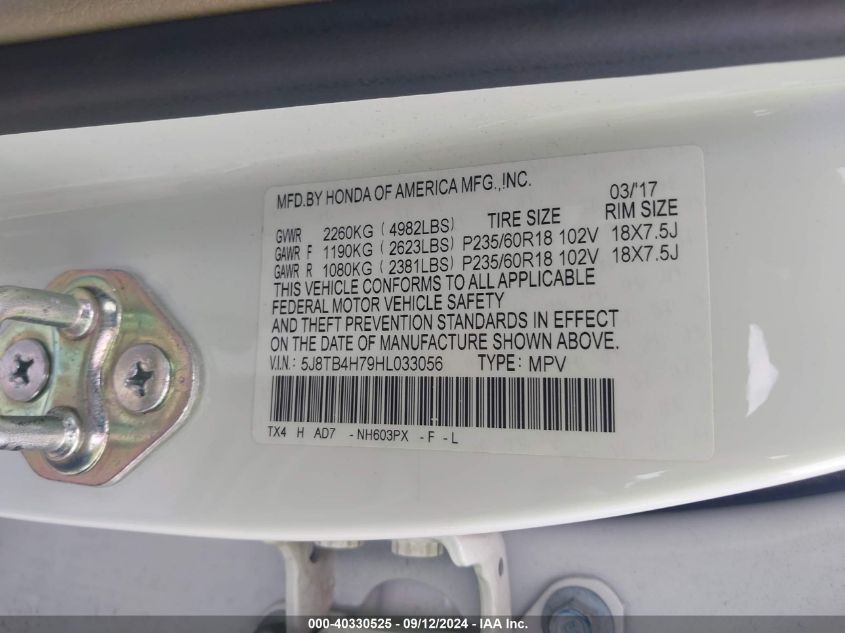 MFD.BY HONDA OF AMERICA MFG.,INC. 03/'17
TIRE SIZE RIM SIZE
GVWR 2260KG (4982LBS)
GAWR F 1190KG (2623LBS) P235/60R18 102V 18X7.5J
GAWR R 1080KG (2381LBS) P235/60R18 102V 18X7.5J
THIS VEHICLE CONFORMS TO ALL APPLICABLE
FEDERAL MOTOR VEHICLE SAFETY
AND THEFT PREVENTION STANDARDS IN EFFECT
ON THE DATE OF MANUFACTURE SHOWN ABOVE.
V.I.N.: 5J8TB4H79HL033056 TYPE: MPV
TX4 H AD7 -NH603PX -F -L
000-40330525 - 09/12/2024 - IAA Inc.